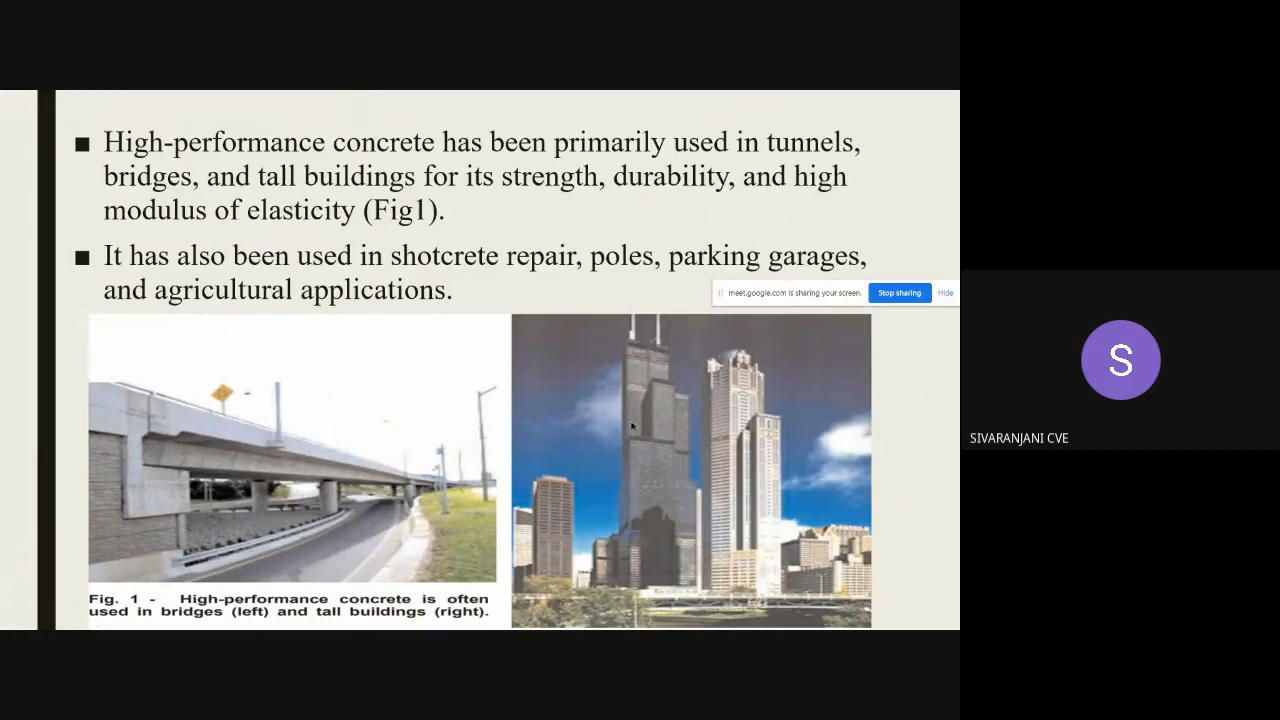 ■ High-performance concrete has been primarily used in tunnels,
bridges, and tall buildings for its strength, durability, and high
modulus of elasticity (Fig1).
■ It has also been used in shotcrete repair, poles, parking garages,
and agricultural applications.
meet.google.com is sharing your screen. Stop sharing Hide
Fig. 1 - High-performance concrete is often
used in bridges (left) and tall buildings (right).
S
SIVARANJANI CVE